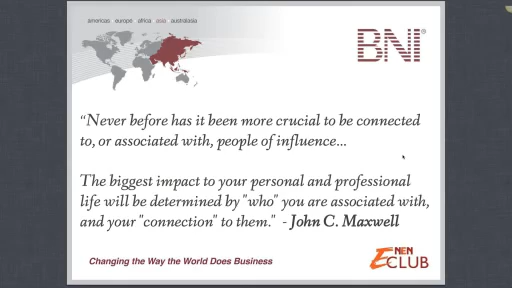 americas europe africa asia australasia
BNI®
“Never before has it been more crucial to be connected
to, or associated with, people of influence...
The biggest impact to your personal and professional
life will be determined by "who" you are associated with,
and your "connection" to them." - John C. Maxwell
Changing the Way the World Does Business
ENEN
CLUB